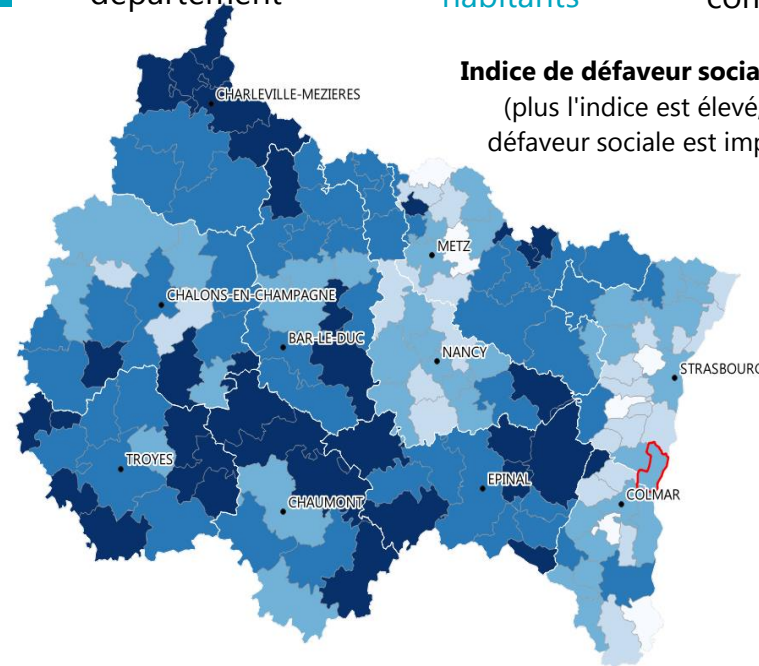 département habitants con
Indice de défaveur socia
(plus l'indice est élevé,
défaveur sociale est imp
CHARLEVILLE-MEZIERES
METZ
CHALONS-EN-CHAMPAGNE
BAR-LE-DUC
NANCY
STRASBOURG
TROYES
EPINAL
CHAUMONT
COLMAR